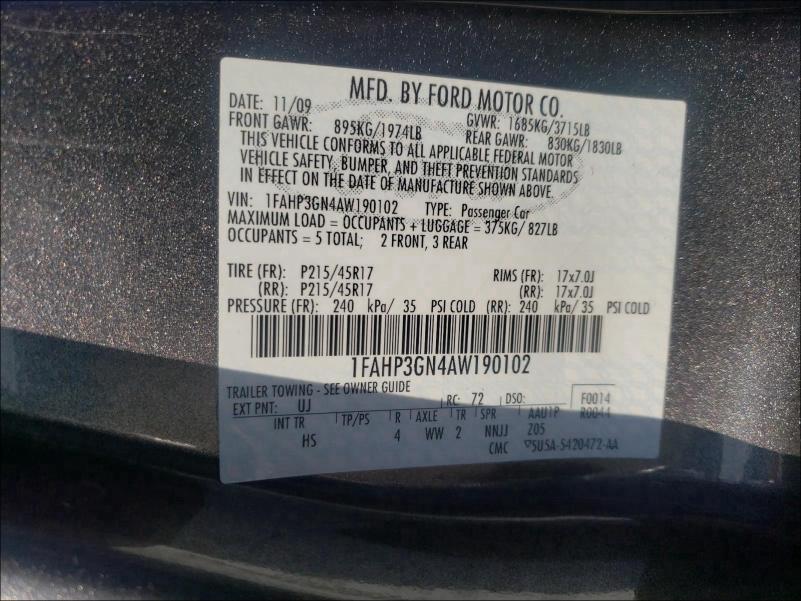 MFD. BY FORD MOTOR CO.
DATE: 11/09 GVWR: 1685KG/3715LB
FRONT GAWR: 895KG/1974LB REAR GAWR: 830KG/1830LB
THIS VEHICLE CONFORMS TO ALL APPLICABLE FEDERAL MOTOR
VEHICLE SAFETY, BUMPER, AND THEFT PREVENTION STANDARDS
IN EFFECT ON THE DATE OF MANUFACTURE SHOWN ABOVE.
VIN: 1FAHP3GN4AW190102 TYPE: Passenger Car
MAXIMUM LOAD = OCCUPANTS + LUGGAGE = 375KG/ 827LB
OCCUPANTS = 5 TOTAL; 2 FRONT, 3 REAR
TIRE (FR): P215/45R17 RIMS (FR): 17x7.0J
(RR): P215/45R17 (RR): 17x7.0J
PRESSURE (FR): 240 kPa/ 35 PSI COLD (RR): 240 kPa/ 35 PSI COLD
1FAHP3GN4AW190102
TRAILER TOWING - SEE OWNER GUIDE
EXT PNT: UJ RC: 72 DSO: F0014
R0044
INT TR TP/PS R AXLE TR SPR AAUTP
HS 4 WW 2 NNJJ 205
CMC 5USA-S420472-AA